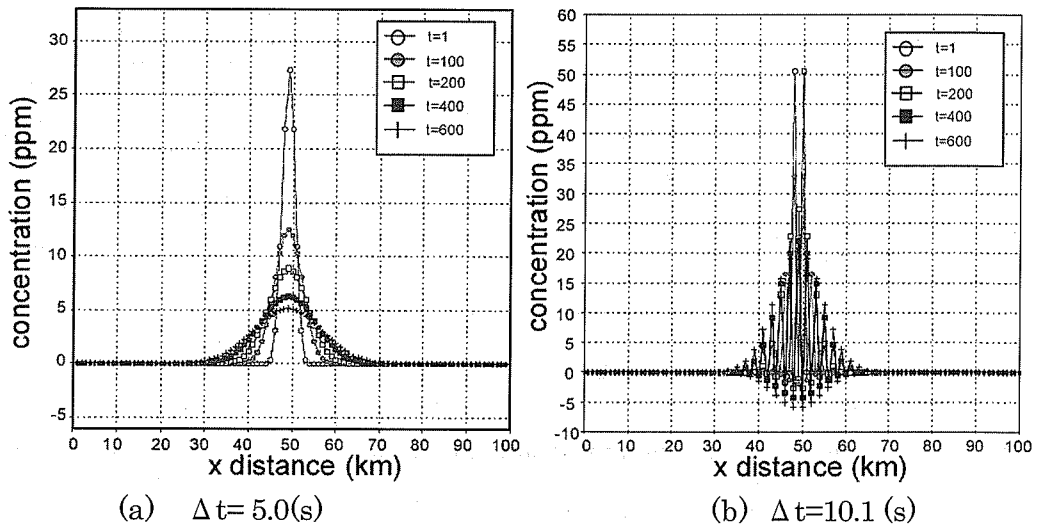 30
25
20
15
10
5
0
-5
concentration (ppm)
t=1
t=100
t=200
t=400
t=600
0 10 20 30 40 50 60 70 80 90 100
x distance (km)
(a) Δt= 5.0(s)
60
55
50
45
40
35
30
25
20
15
10
5
0
-5
-10
concentration (ppm)
t=1
t=100
t=200
t=400
t=600
0 10 20 30 40 50 60 70 80 90 100
x distance (km)
(b) Δt=10.1 (s)